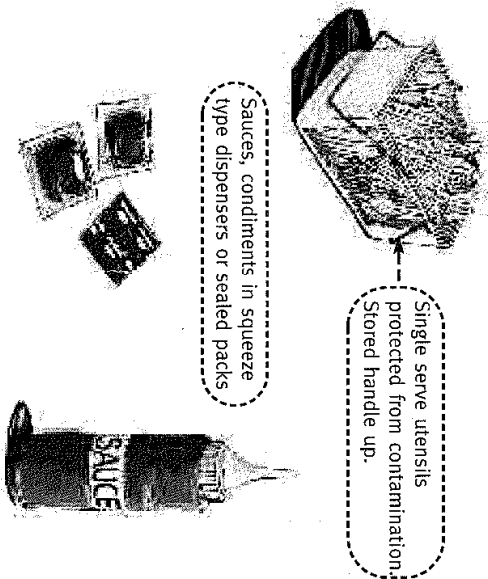 Single serve utensils
protected from contamination.
Stored handle up.
Sauces, condiments in squeeze
type dispensers or sealed packs
SAUCE